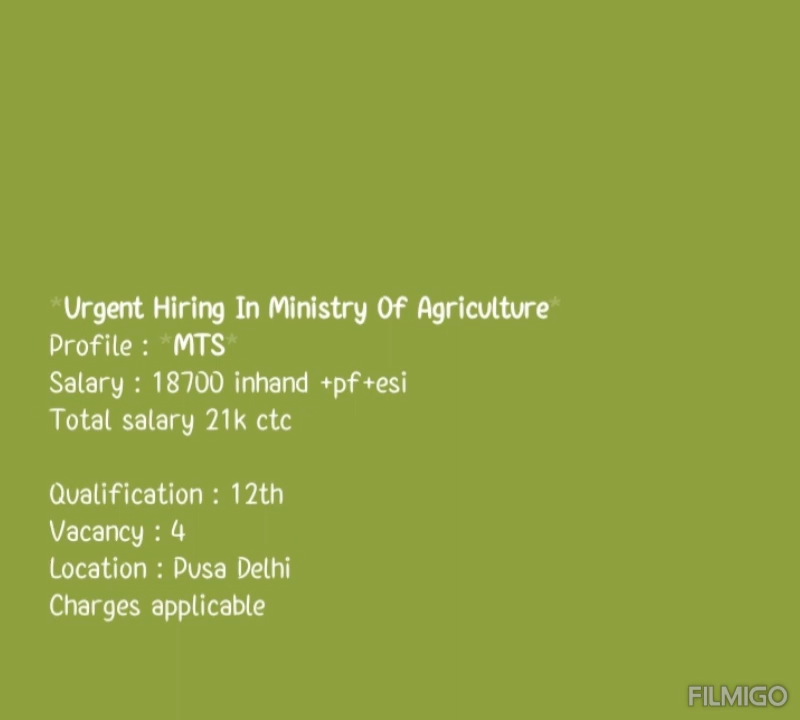 *Urgent Hiring In Ministry Of Agriculture*
Profile : *MTS*
Salary : 18700 inhand +pf+esi
Total salary 21k ctc
Qualification : 12th
Vacancy : 4
Location : Pusa Delhi
Charges applicable
FILMIGO